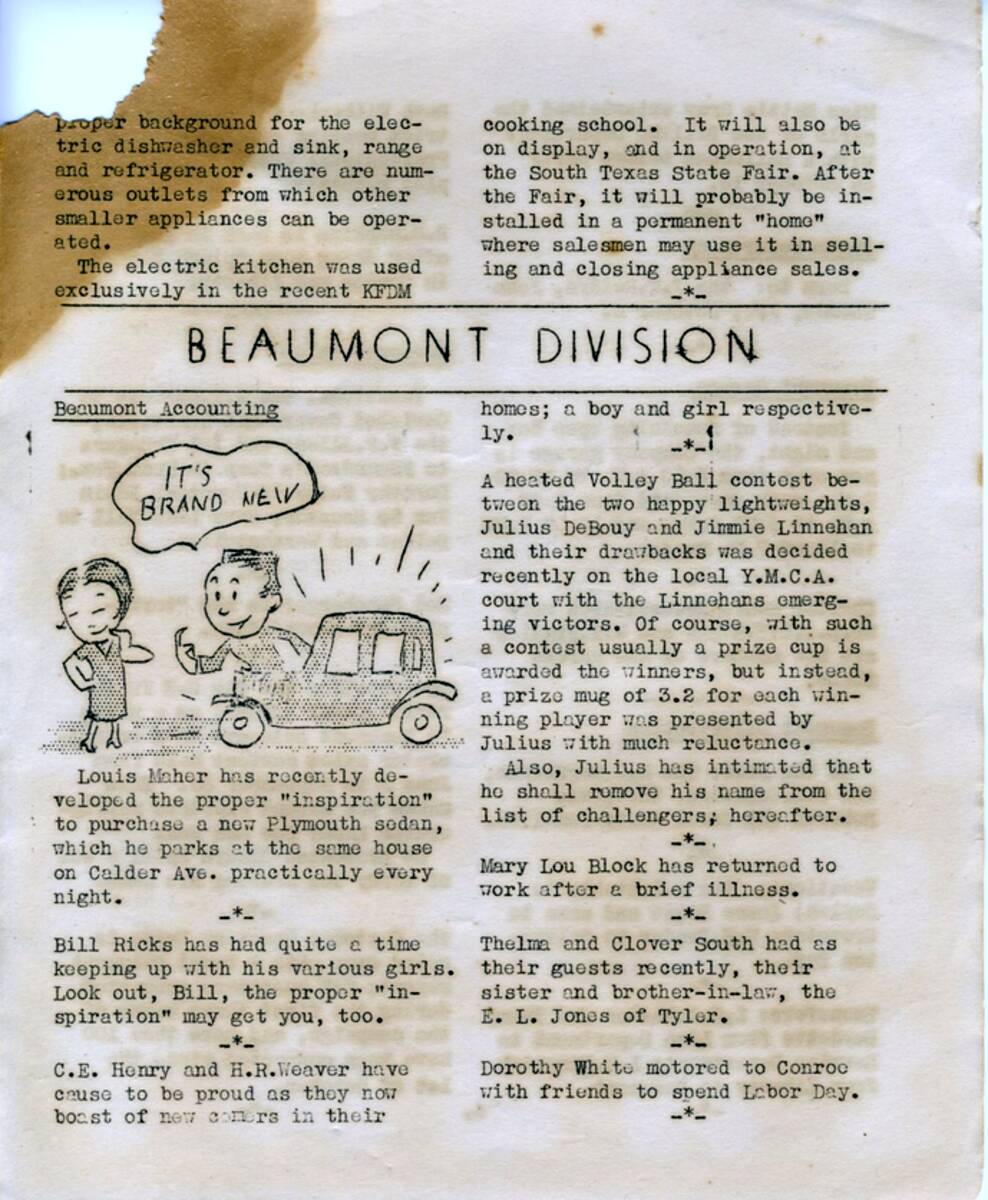 proper background for the elec-
tric dishwasher and sink, range
and refrigerator. There are num-
erous outlets from which other
smaller appliances can be oper-
ated.
The electric kitchen was used
exclusively in the recent KFDM
cooking school. It will also be
on display, and in operation, at
the South Texas State Fair. After
the Fair, it will probably be in-
stalled in a permanent "home"
where salesmen may use it in sell-
ing and closing appliance sales.
-*-
BEAUMONT DIVISION
Beaumont Accounting
IT'S
BRAND NEW
Louis Maher has recently de-
veloped the proper "inspiration"
to purchase a new Plymouth sedan,
which he parks at the same house
on Calder Ave. practically every
night.
-*-
Bill Ricks has had quite a time
keeping up with his various girls.
Look out, Bill, the proper "in-
spiration" may get you, too.
-*-
C.E. Henry and H.R.Weaver have
cause to be proud as they now
boast of new comers in their
homes; a boy and girl respective-
ly.
-*-
A heated Volley Ball contest be-
tween the two happy lightweights,
Julius DeBouy and Jimmie Linnehan
and their drawbacks was decided
recently on the local Y.M.C.A.
court with the Linnehans emerg-
ing victors. Of course, with such
a contest usually a prize cup is
awarded the winners, but instead,
a prize mug of 3.2 for each win-
ning player was presented by
Julius with much reluctance.
Also, Julius has intimated that
he shall remove his name from the
list of challengers; hereafter.
-*-
Mary Lou Block has returned to
work after a brief illness.
-*-
Thelma and Clover South had as
their guests recently, their
sister and brother-in-law, the
E. L. Jones of Tyler.
-*-
Dorothy White motored to Conroe
with friends to spend Labor Day.
-*-